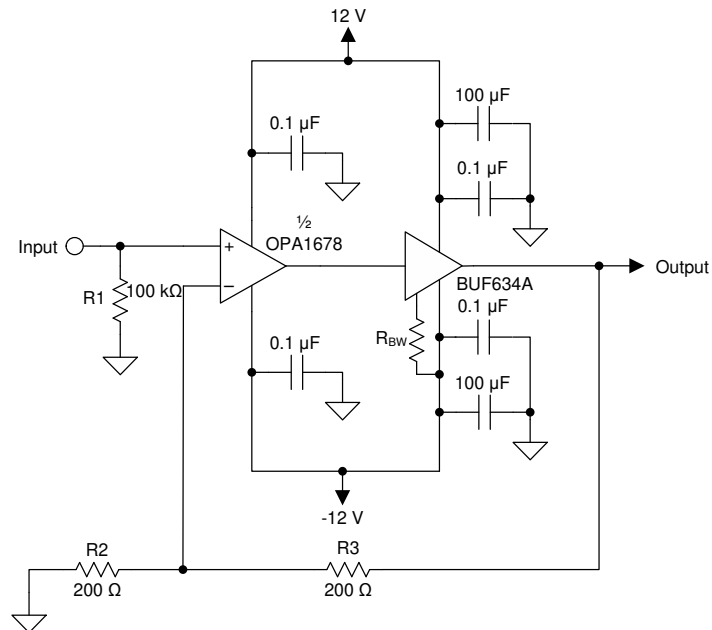 12 V
100 µF
0.1 µF
0.1 µF
½
OPA1678
Input
+
−
R1
100 kΩ
BUF634A
Output
0.1 µF
RBW
0.1 µF
100 µF
-12 V
R2
200 Ω
R3
200 Ω